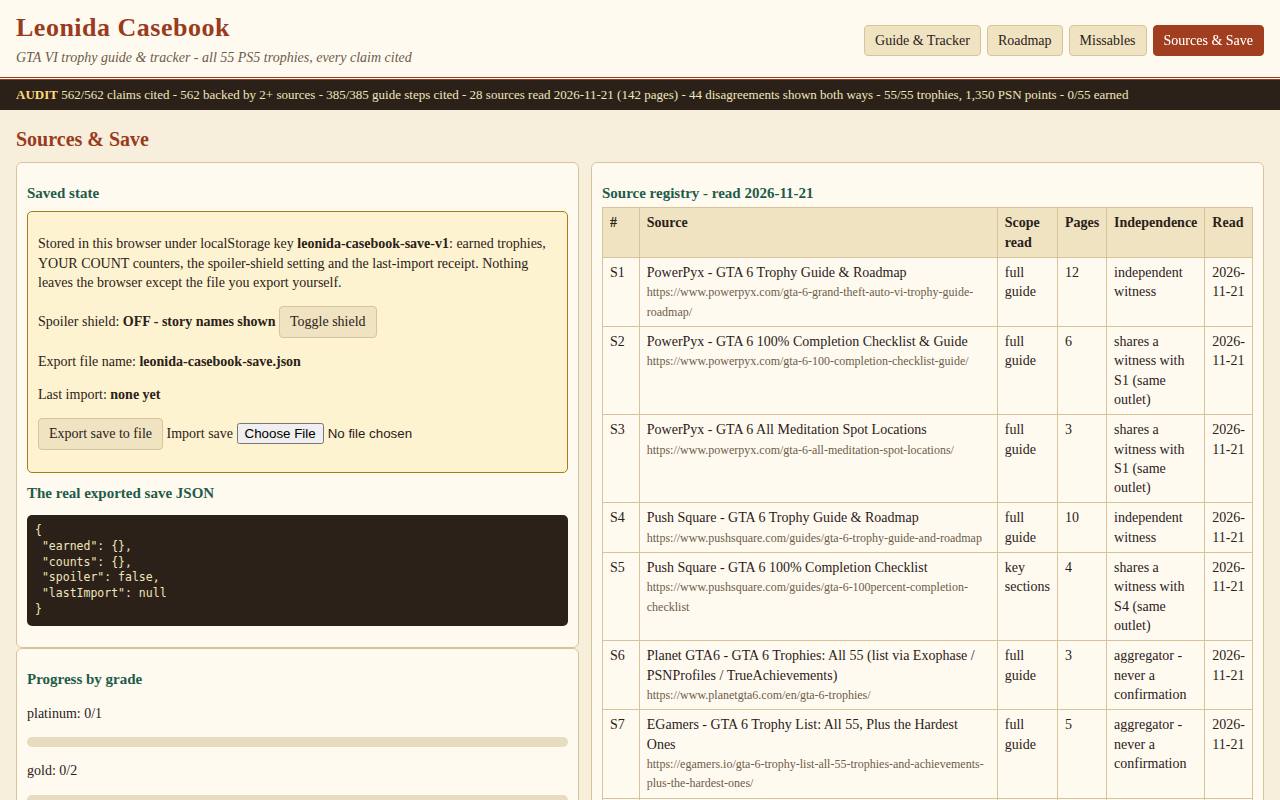 Leonida Casebook
GTA VI trophy guide & tracker - all 55 PS5 trophies, every claim cited
Guide & Tracker
Roadmap
Missables
Sources & Save
AUDIT 562/562 claims cited - 562 backed by 2+ sources - 385/385 guide steps cited - 28 sources read 2026-11-21 (142 pages) - 44 disagreements shown both ways - 55/55 trophies, 1,350 PSN points - 0/55 earned
Sources & Save
Saved state
Stored in this browser under localStorage key leonida-casebook-save-v1: earned trophies,
YOUR COUNT counters, the spoiler-shield setting and the last-import receipt. Nothing
leaves the browser except the file you export yourself.
Spoiler shield: OFF - story names shown Toggle shield
Export file name: leonida-casebook-save.json
Last import: none yet
Export save to file Import save Choose File No file chosen
The real exported save JSON
{
"earned": {},
"counts": {},
"spoiler": false,
"lastImport": null
}
Progress by grade
platinum: 0/1
gold: 0/2
Source registry - read 2026-11-21
# Source Scope Pages Independence Read
read
S1 PowerPyx - GTA 6 Trophy Guide & Roadmap full 12 independent 2026-
https://www.powerpyx.com/gta-6-grand-theft-auto-vi-trophy-guide- guide witness 11-21
roadmap/
S2 PowerPyx - GTA 6 100% Completion Checklist & Guide full 6 shares a 2026-
https://www.powerpyx.com/gta-6-100-completion-checklist-guide/ guide witness with 11-21
S1 (same
outlet)
S3 PowerPyx - GTA 6 All Meditation Spot Locations full 3 shares a 2026-
https://www.powerpyx.com/gta-6-all-meditation-spot-locations/ guide witness with 11-21
S1 (same
outlet)
S4 Push Square - GTA 6 Trophy Guide & Roadmap full 10 independent 2026-
https://www.pushsquare.com/guides/gta-6-trophy-guide-and-roadmap guide witness 11-21
S5 Push Square - GTA 6 100% Completion Checklist key 4 shares a 2026-
https://www.pushsquare.com/guides/gta-6-100percent-completion- sections witness with 11-21
checklist S4 (same
outlet)
S6 Planet GTA6 - GTA 6 Trophies: All 55 (list via Exophase / full 3 aggregator - 2026-
PSNProfiles / TrueAchievements) guide never a 11-21
https://www.planetgta6.com/en/gta-6-trophies/ confirmation
S7 EGamers - GTA 6 Trophy List: All 55, Plus the Hardest full 5 aggregator - 2026-
Ones guide never a 11-21
https://egamers.io/gta-6-trophy-list-all-55-trophies-and-achievements- confirmation
plus-the-hardest-ones/